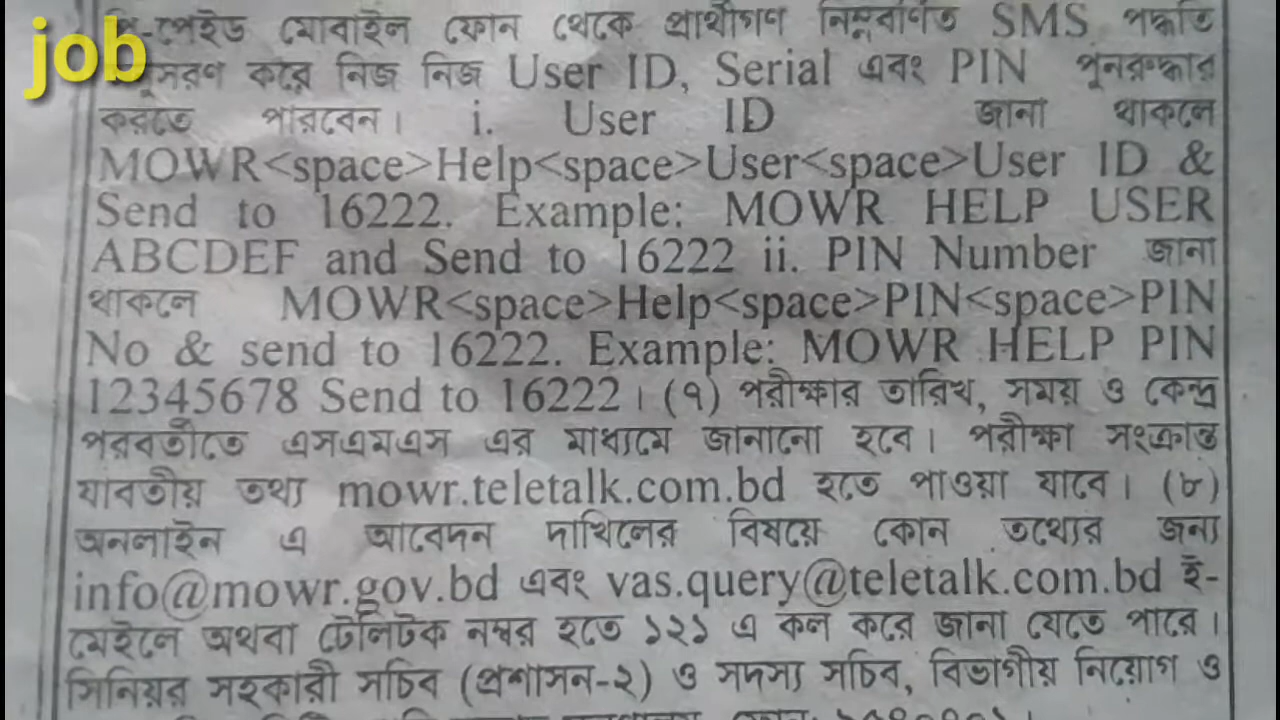 job
পেইড মোবাইল ফোন থেকে প্রার্থীগণ নিম্নবর্ণিত SMS পদ্ধতি
করে নিজ নিজ User ID, Serial এবং PIN পুনরুদ্ধার
করতে পারবেন। i. User ID জানা থাকলে
MOWR<space>Help<space>User<space>User ID &
Send to 16222. Example: MOWR HELP USER
ABCDEF and Send to 16222 ii. PIN Number জানা
থাকলে MOWR<space>Help<space>PIN<space>PIN
No & send to 16222. Example: MOWR HELP PIN
12345678 Send to 16222। (৭) পরীক্ষার তারিখ, সময় ও কেন্দ্র
পরবর্তীতে এসএমএস এর মাধ্যমে জানানো হবে। পরীক্ষা সংক্রান্ত
যাবতীয় তথ্য mowr.teletalk.com.bd হতে পাওয়া যাবে। (৮)
অনলাইন এ আবেদন দাখিলের বিষয়ে কোন তথ্যের জন্য
info@mowr.gov.bd এবং vas.query@teletalk.com.bd ই-
মেইলে অথবা টেলিটক নম্বর হতে ১২১ এ কল করে জানা যেতে পারে।
সিনিয়র সহকারী সচিব (প্রশাসন-২) ও সদস্য সচিব, বিভাগীয় নিয়োগ ও